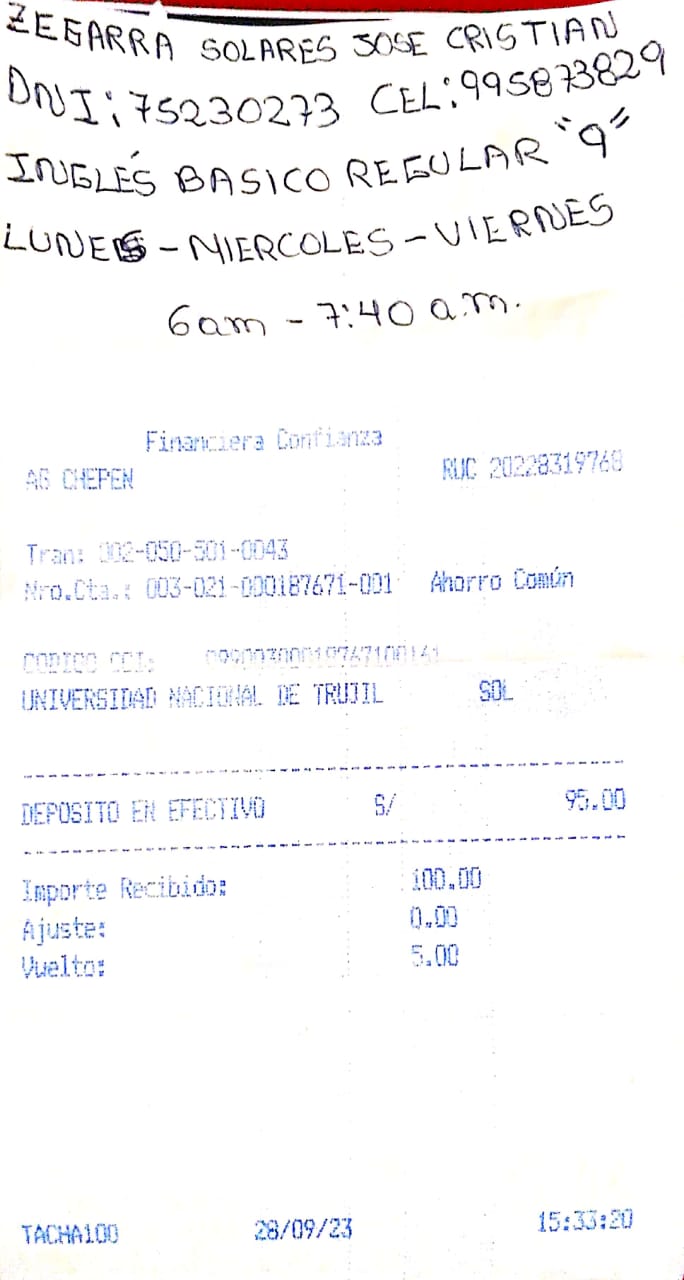 ZEGARRA SOLARES JOSE CRISTIAN
DNI: 75230273 CEL: 995873829
INGLÉS BASICO REGULAR "9"
LUNES - MIERCOLES - VIERNES
6am - 7:40 a.m.
Financiera Confianza
AG CHEPEN RUC 20228319768
Tran: 002-050-501-0043
Nro.Cta.: 003-021-000187671-001 Ahorro Común
CODIGO CCI:
UNIVERSIDAD NACIONAL DE TRUJIL SOL
DEPOSITO EN EFECTIVO S/ 95.00
Importe Recibido: 100.00
Ajuste: 0.00
Vuelto: 5.00
TACHA100 28/09/23 15:33:20